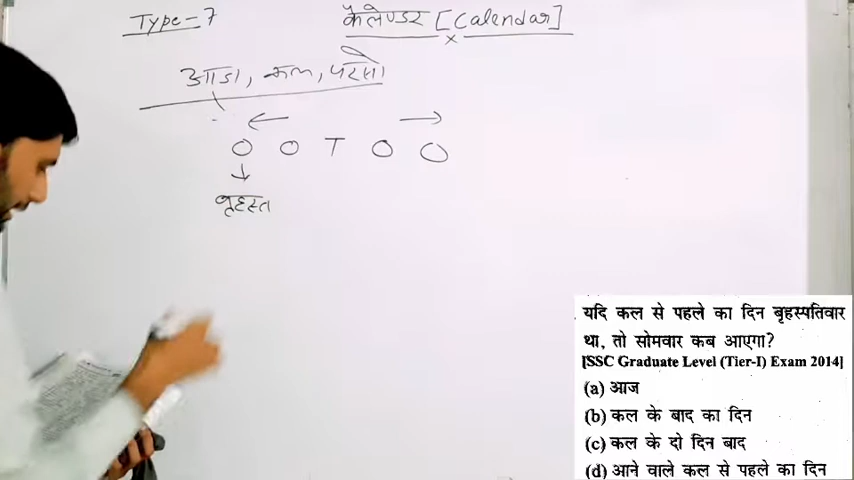 Type-7
कैलेण्डर [Calendar]
आज, कल, परसो
O O T O O
बृहस्त
यदि कल से पहले का दिन बृहस्पतिवार
था, तो सोमवार कब आएगा?
[SSC Graduate Level (Tier-I) Exam 2014]
(a) आज
(b) कल के बाद का दिन
(c) कल के दो दिन बाद
(d) आने वाले कल से पहले का दिन